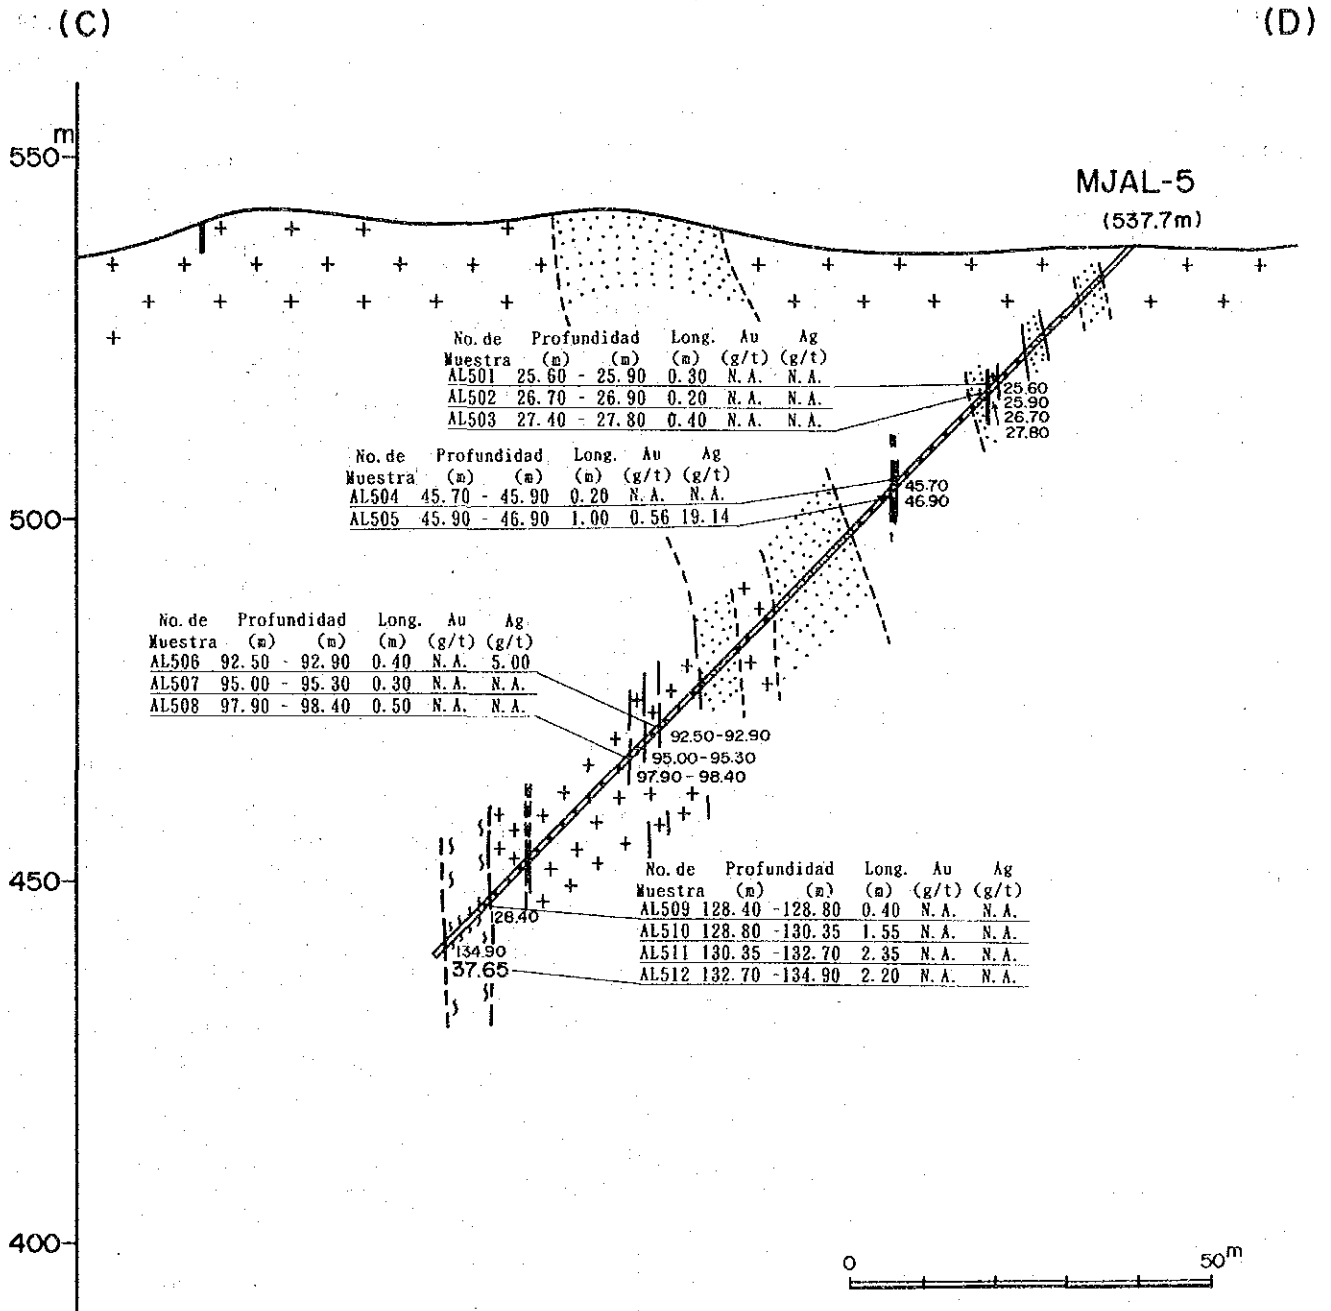 (C)
(D)
m
550
MJAL-5
(537.7m)
No. de Profundidad Long. Au Ag
Muestra (m) (m) (m) (g/t) (g/t)
AL501 25.60 - 25.90 0.30 N.A. N.A.
AL502 26.70 - 26.90 0.20 N.A. N.A.
AL503 27.40 - 27.80 0.40 N.A. N.A.
25.60
25.90
26.70
27.80
No. de Profundidad Long. Au Ag
Muestra (m) (m) (m) (g/t) (g/t)
AL504 45.70 - 45.90 0.20 N.A. N.A.
AL505 45.90 - 46.90 1.00 0.56 19.14
45.70
46.90
500
No. de Profundidad Long. Au Ag
Muestra (m) (m) (m) (g/t) (g/t)
AL506 92.50 - 92.90 0.40 N.A. 5.00
AL507 95.00 - 95.30 0.30 N.A. N.A.
AL508 97.90 - 98.40 0.50 N.A. N.A.
92.50-92.90
95.00-95.30
97.90-98.40
450
No. de Profundidad Long. Au Ag
Muestra (m) (m) (m) (g/t) (g/t)
AL509 128.40 -128.80 0.40 N.A. N.A.
AL510 128.80 -130.35 1.55 N.A. N.A.
AL511 130.35 -132.70 2.35 N.A. N.A.
AL512 132.70 -134.90 2.20 N.A. N.A.
128.40
134.90
37.65
400
0 50m